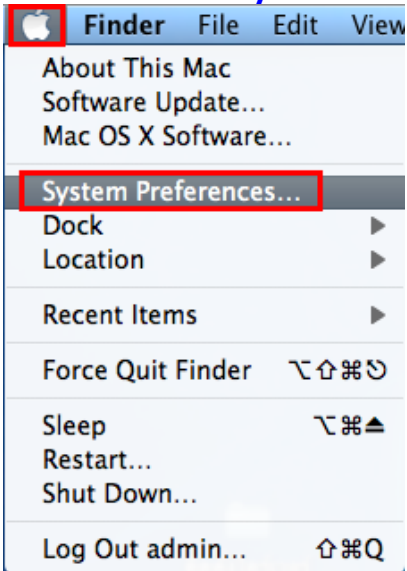 Finder File Edit View
About This Mac
Software Update...
Mac OS X Software...
System Preferences...
Dock
Location
Recent Items
Force Quit Finder ⌥⇧⌘⎋
Sleep ⌥⌘⏏
Restart...
Shut Down...
Log Out admin... ⇧⌘Q